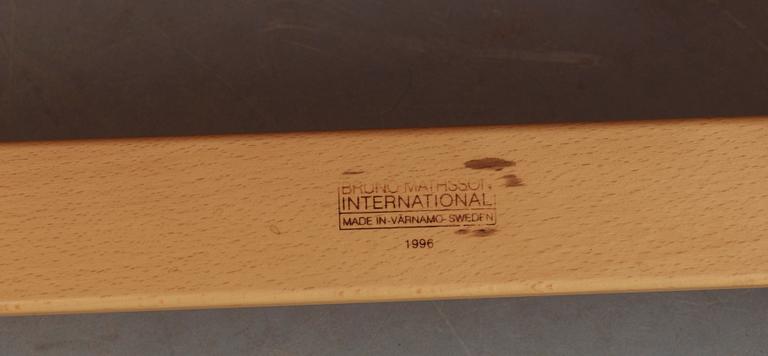 BRUNO MATHSSON
INTERNATIONAL
MADE IN-VÄRNAMO-SWEDEN
1996